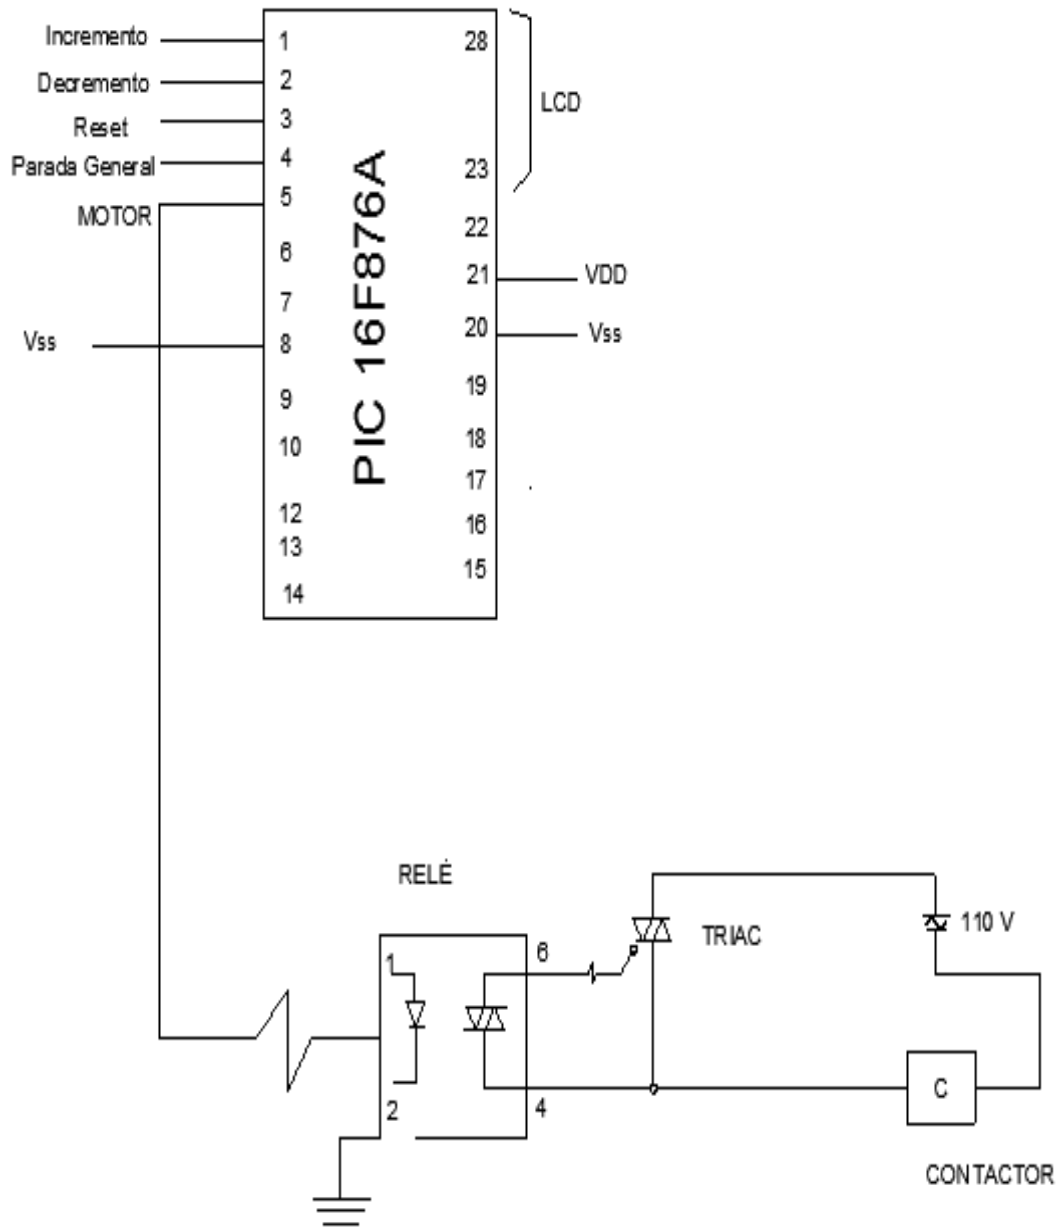 Incremento
Decremento
Reset
Parada General
MOTOR
Vss
1
2
3
4
5
6
7
8
9
10
12
13
14
PIC 16F876A
28
23
22
21
20
19
18
17
16
15
LCD
VDD
Vss
RELÉ
1
2
6
4
TRIAC
110 V
C
CONTACTOR